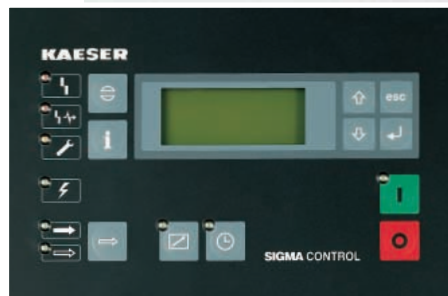 KAESER
esc
i
I
O
SIGMA CONTROL